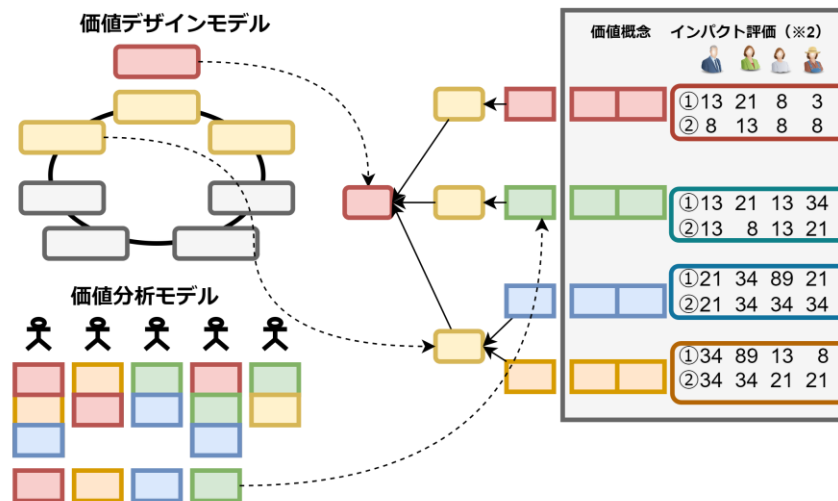 価値デザインモデル
価値概念 インパクト評価（※2）
①13 21 8 3
②8 13 8 8
①13 21 13 34
②13 8 13 21
①21 34 89 21
②21 34 34 34
①34 89 13 8
②34 34 21 21
価値分析モデル